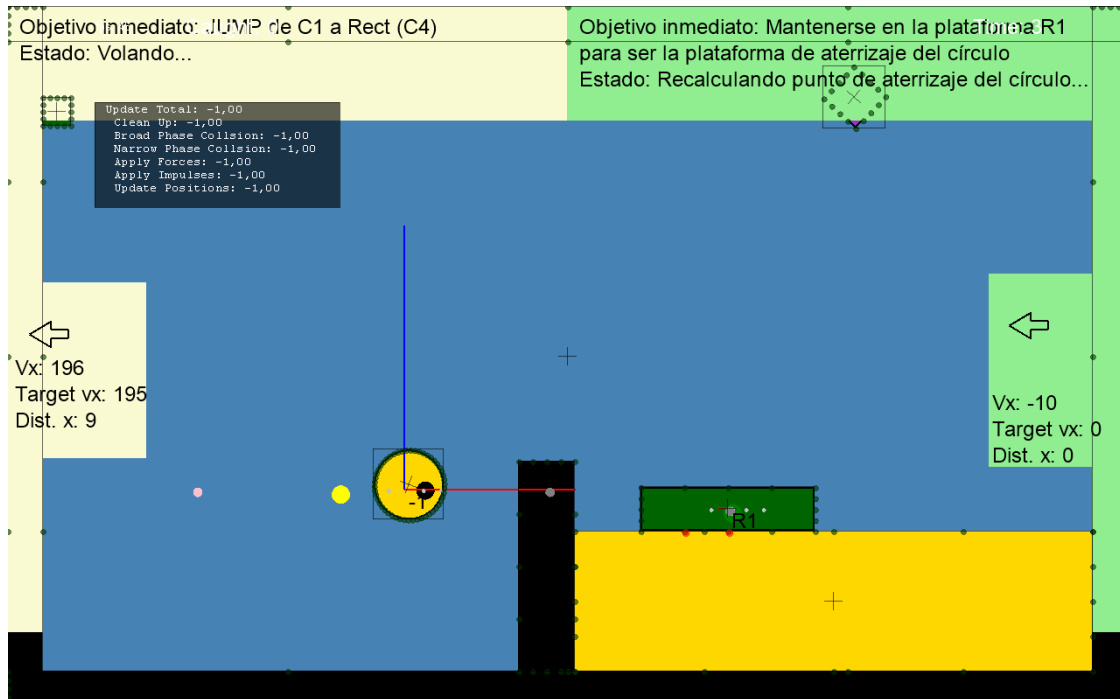 Objetivo inmediato: JUMP de C1 a Rect (C4)
Estado: Volando...
Objetivo inmediato: Mantenerse en la plataforma R1
para ser la plataforma de aterrizaje del círculo
Estado: Recalculando punto de aterrizaje del círculo...
Time: 3
Update Total: -1,00
Clean Up: -1,00
Broad Phase Collsion: -1,00
Narrow Phase Collsion: -1,00
Apply Forces: -1,00
Apply Impulses: -1,00
Update Positions: -1,00
Vx: 196
Target vx: 195
Dist. x: 9
Vx: -10
Target vx: 0
Dist. x: 0
-1
R1